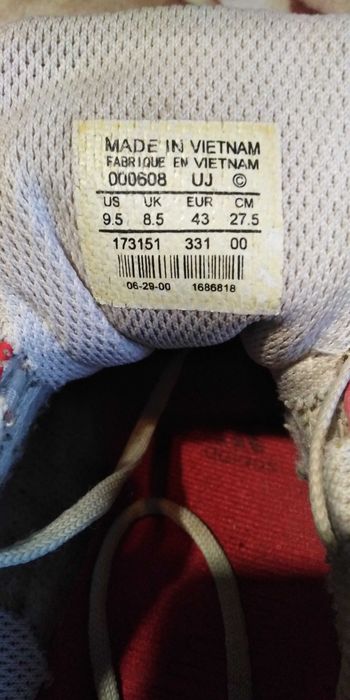 MADE IN VIETNAM
FABRIQUE EN VIETNAM
000608 UJ ©
US UK EUR CM
9.5 8.5 43 27.5
173151 331 00
06-29-00 1686818